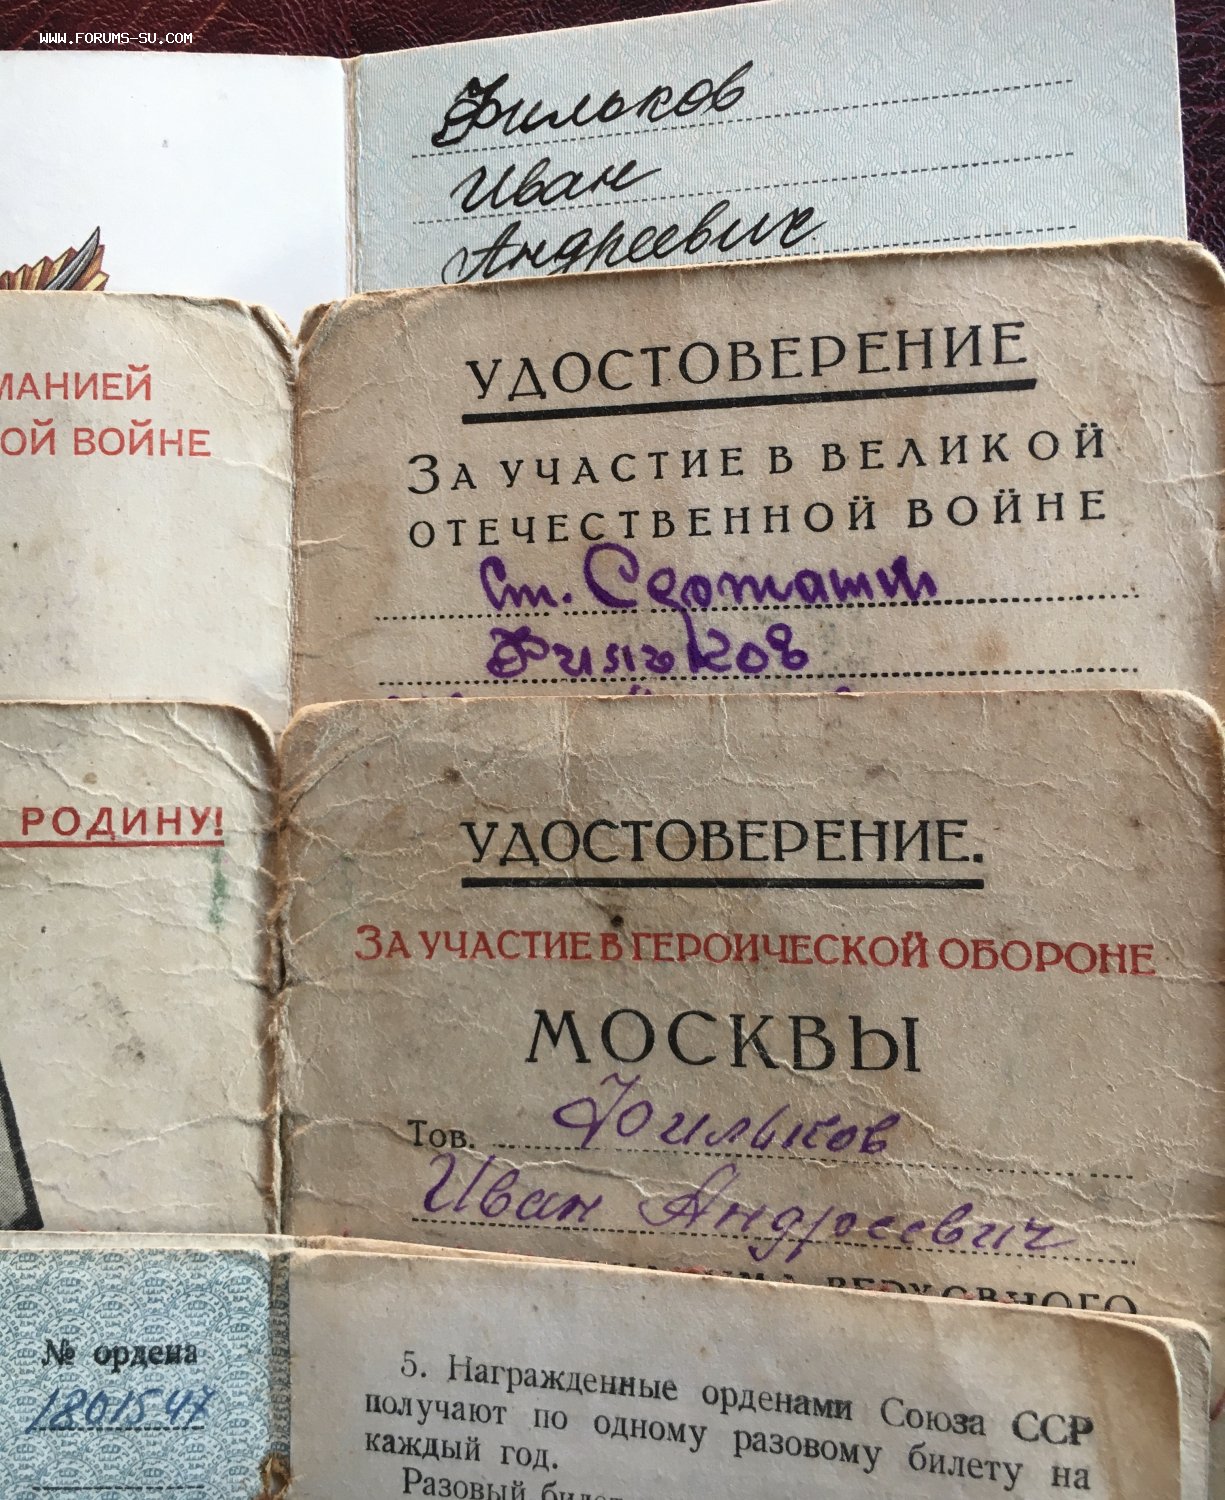 WWW.FORUMS-SU.COM
Фильков
Иван
Андреевич
МАНИЕЙ
ОЙ ВОЙНЕ
УДОСТОВЕРЕНИЕ
ЗА УЧАСТИЕ В ВЕЛИКОЙ
ОТЕЧЕСТВЕННОЙ ВОЙНЕ
Ст. Сержант
Фильков
РОДИНУ!
УДОСТОВЕРЕНИЕ.
ЗА УЧАСТИЕ В ГЕРОИЧЕСКОЙ ОБОРОНЕ
МОСКВЫ
Тов. Фильков
Иван Андреевич
ВЕРХОВНОГО
№ ордена
1801547
5. Награжденные орденами Союза ССР
получают по одному разовому билету на
каждый год.
Разовый